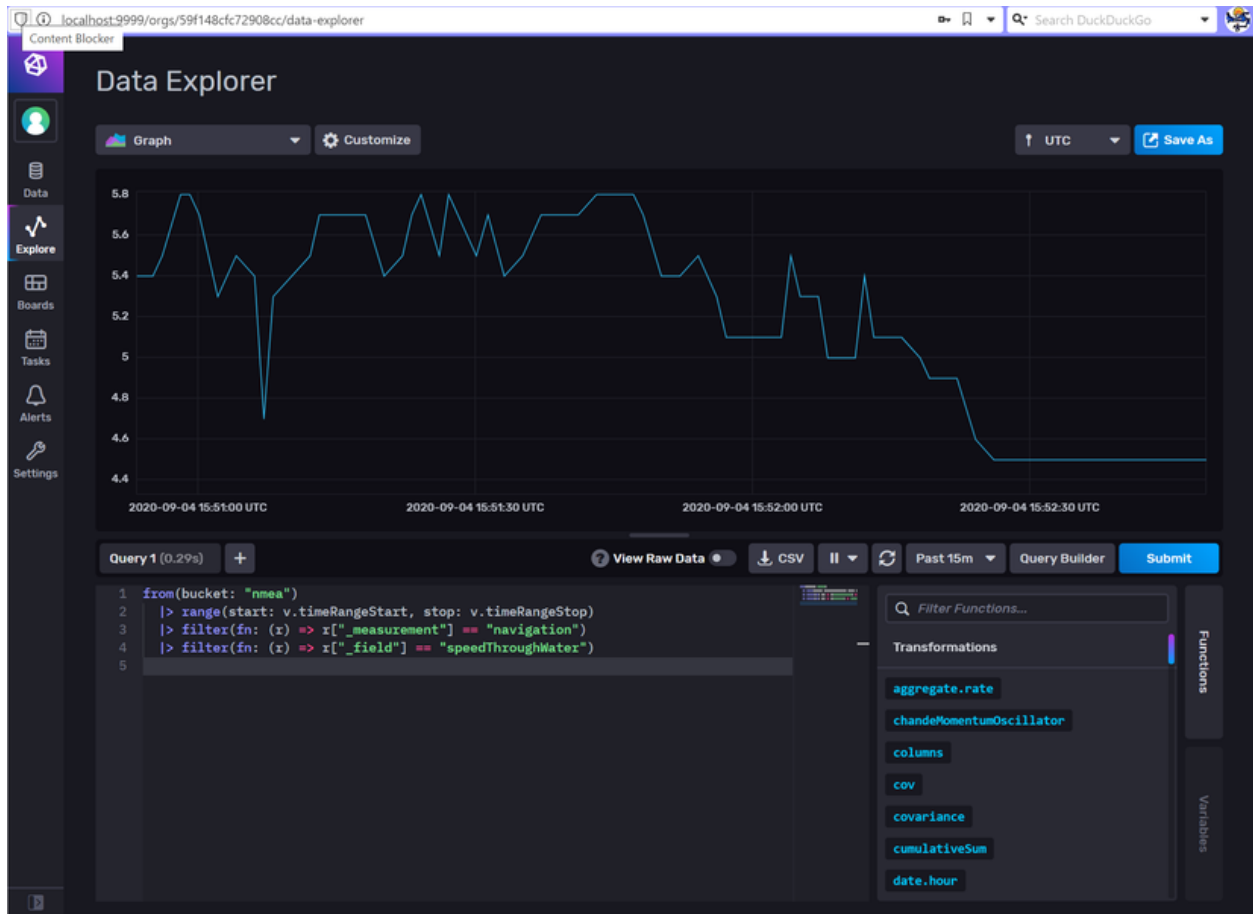 localhost:9999/orgs/59f148cfc72908cc/data-explorer
Search DuckDuckGo
Content Blocker
Data Explorer
Graph
Customize
UTC
Save As
Data
Explore
Boards
Tasks
Alerts
Settings
5.8
5.6
5.4
5.2
5
4.8
4.6
4.4
2020-09-04 15:51:00 UTC
2020-09-04 15:51:30 UTC
2020-09-04 15:52:00 UTC
2020-09-04 15:52:30 UTC
Query 1 (0.29s)
+
? View Raw Data
CSV
Past 15m
Query Builder
Submit
1 from(bucket: "nmea")
2 |> range(start: v.timeRangeStart, stop: v.timeRangeStop)
3 |> filter(fn: (r) => r["_measurement"] == "navigation")
4 |> filter(fn: (r) => r["_field"] == "speedThroughWater")
5
Filter Functions...
Transformations
aggregate.rate
chandeMomentumOscillator
columns
cov
covariance
cumulativeSum
date.hour
Functions
Variables